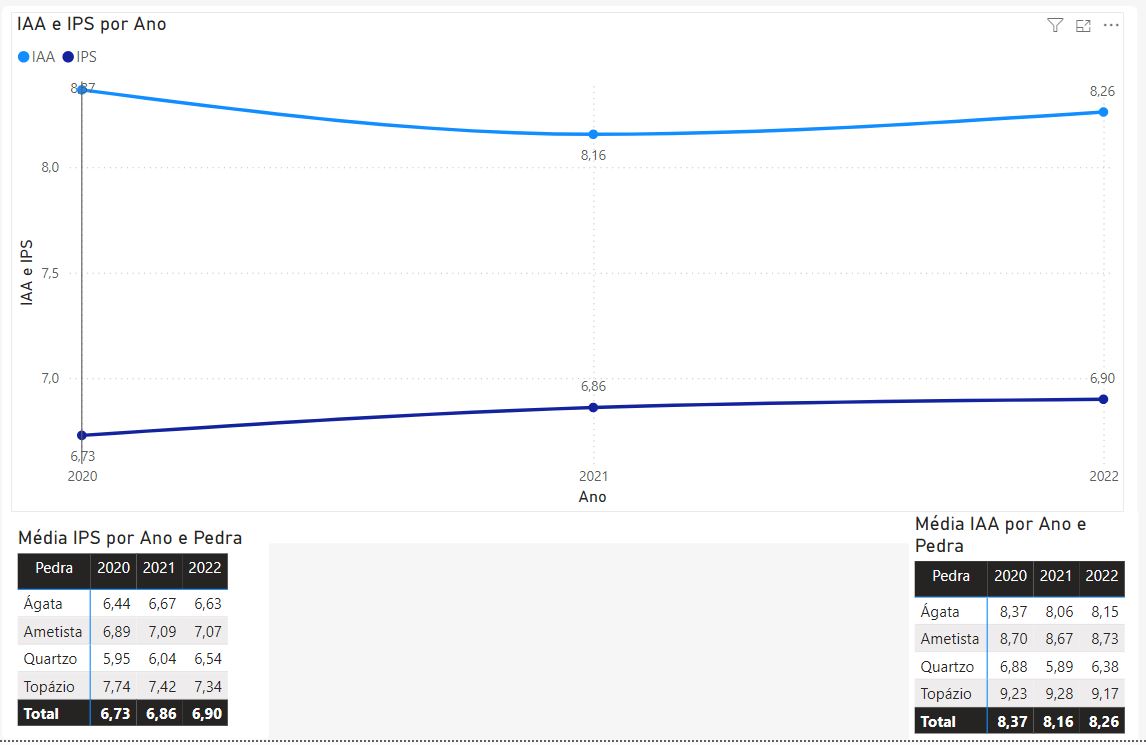 IAA e IPS por Ano
IAA IPS
8,37
8,16
8,26
8,0
7,5
7,0
IAA e IPS
6,73
6,86
6,90
2020 2021 2022
Ano
Média IPS por Ano e Pedra
Pedra 2020 2021 2022
Ágata 6,44 6,67 6,63
Ametista 6,89 7,09 7,07
Quartzo 5,95 6,04 6,54
Topázio 7,74 7,42 7,34
Total 6,73 6,86 6,90
Média IAA por Ano e
Pedra
Pedra 2020 2021 2022
Ágata 8,37 8,06 8,15
Ametista 8,70 8,67 8,73
Quartzo 6,88 5,89 6,38
Topázio 9,23 9,28 9,17
Total 8,37 8,16 8,26